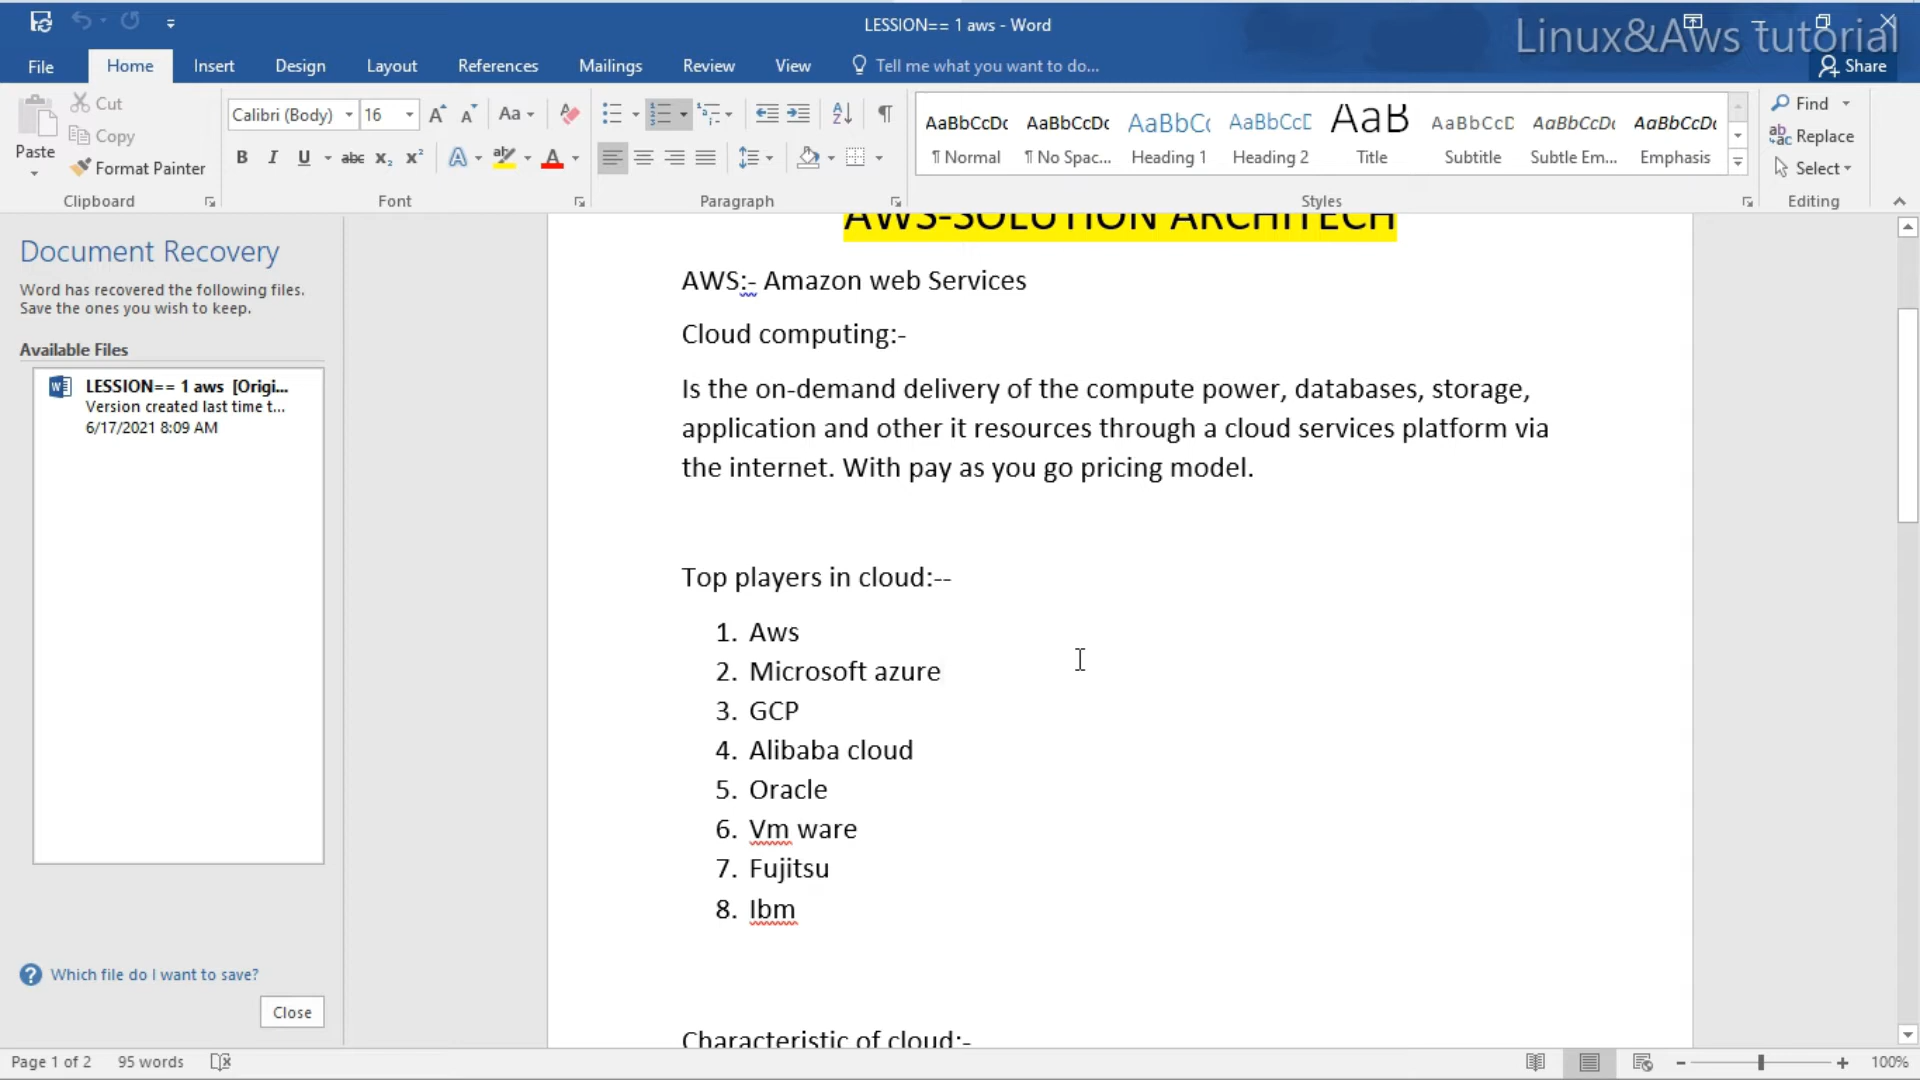 LESSION== 1 aws - Word
Linux&Aws tutorial
File Home Insert Design Layout References Mailings Review View Tell me what you want to do... Share
Paste
Cut
Copy
Format Painter
Clipboard
Calibri (Body) 16
Font
Paragraph
AaBbCcDc AaBbCcDc AaBbC( AaBbCcE AaB AaBbCcD AaBbCcDc AaBbCcDc
¶ Normal ¶ No Spac... Heading 1 Heading 2 Title Subtitle Subtle Em... Emphasis
Styles
Find
Replace
Select
Editing
Document Recovery
Word has recovered the following files.
Save the ones you wish to keep.
Available Files
LESSION== 1 aws [Origi...
Version created last time t...
6/17/2021 8:09 AM
Which file do I want to save?
Close
AWS-SOLUTION ARCHITECH
AWS:- Amazon web Services
Cloud computing:-
Is the on-demand delivery of the compute power, databases, storage,
application and other it resources through a cloud services platform via
the internet. With pay as you go pricing model.
Top players in cloud:--
1. Aws
2. Microsoft azure
3. GCP
4. Alibaba cloud
5. Oracle
6. Vm ware
7. Fujitsu
8. Ibm
Characteristic of cloud:-
Page 1 of 2 95 words 100%